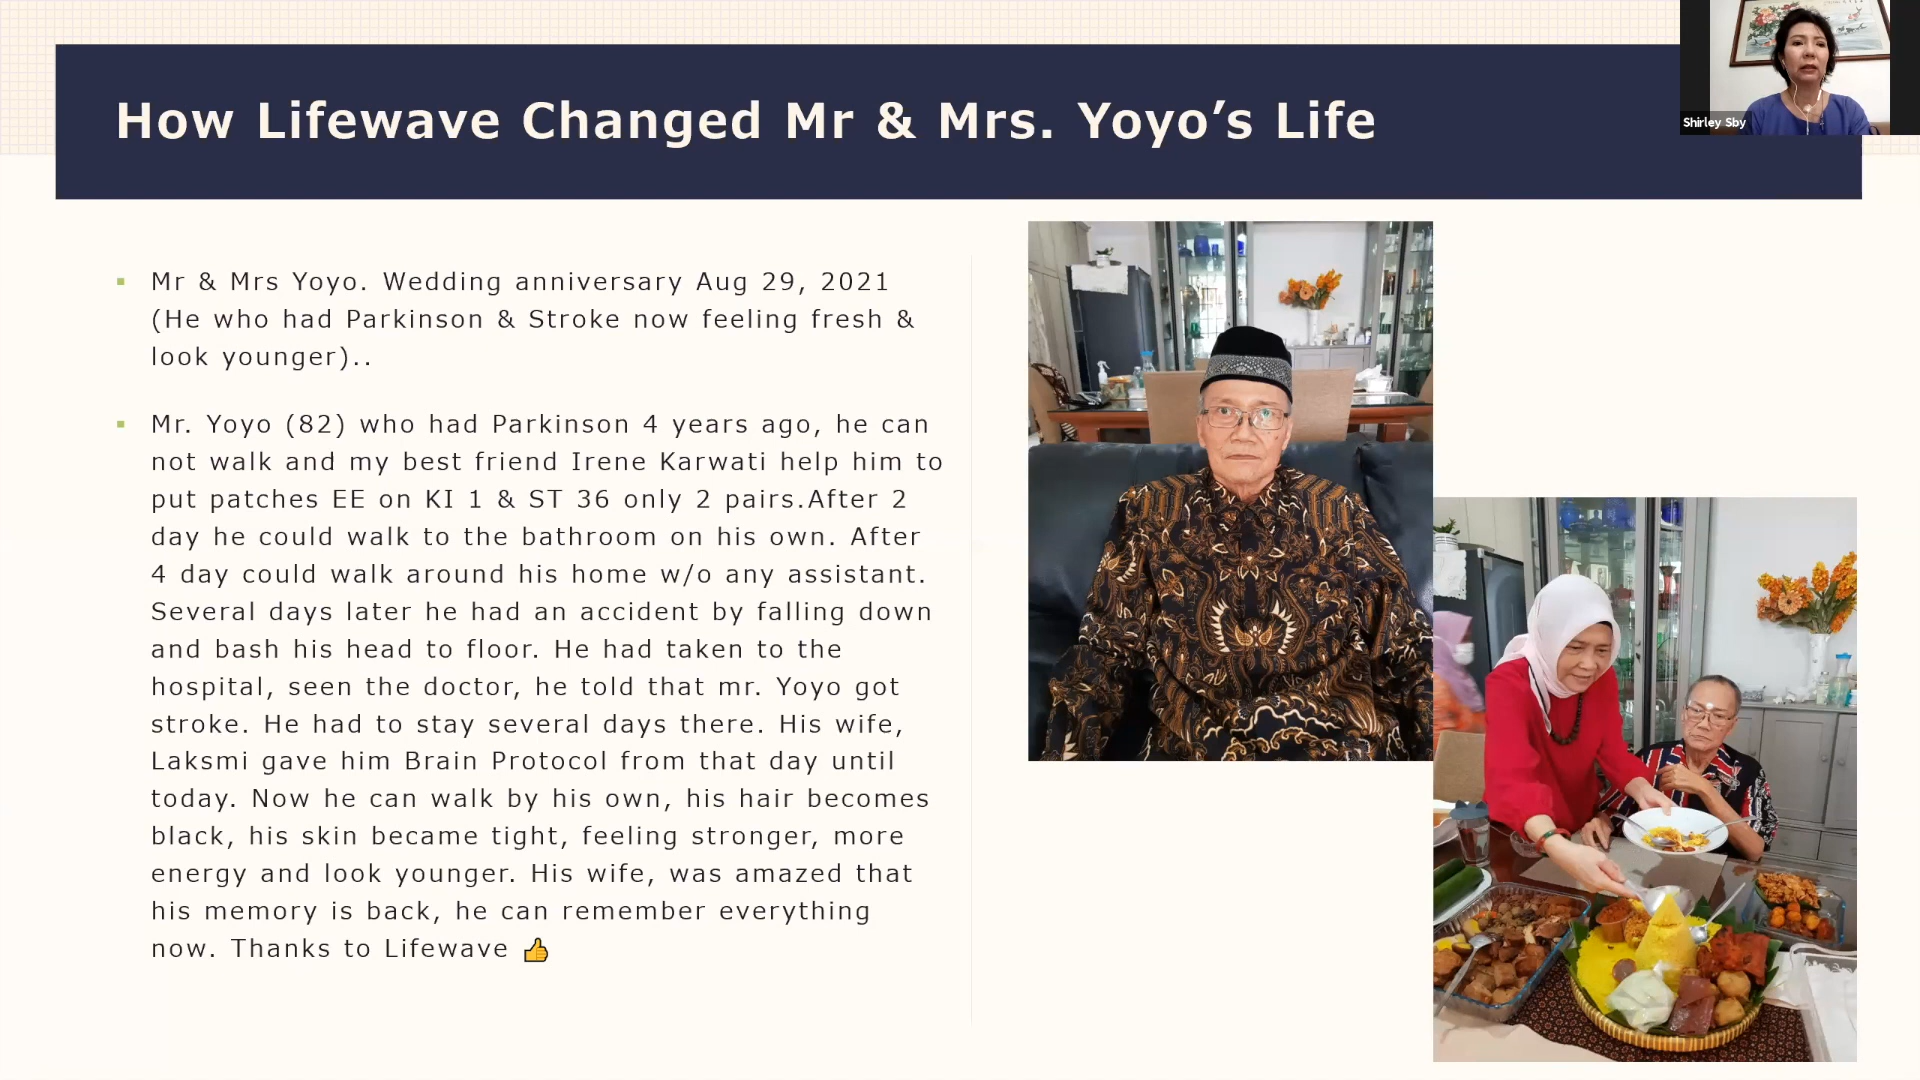 How Lifewave Changed Mr & Mrs. Yoyo’s Life
Shirley Sby
Mr & Mrs Yoyo. Wedding anniversary Aug 29, 2021
(He who had Parkinson & Stroke now feeling fresh &
look younger)..
Mr. Yoyo (82) who had Parkinson 4 years ago, he can
not walk and my best friend Irene Karwati help him to
put patches EE on KI 1 & ST 36 only 2 pairs.After 2
day he could walk to the bathroom on his own. After
4 day could walk around his home w/o any assistant.
Several days later he had an accident by falling down
and bash his head to floor. He had taken to the
hospital, seen the doctor, he told that mr. Yoyo got
stroke. He had to stay several days there. His wife,
Laksmi gave him Brain Protocol from that day until
today. Now he can walk by his own, his hair becomes
black, his skin became tight, feeling stronger, more
energy and look younger. His wife, was amazed that
his memory is back, he can remember everything
now. Thanks to Lifewave 👍